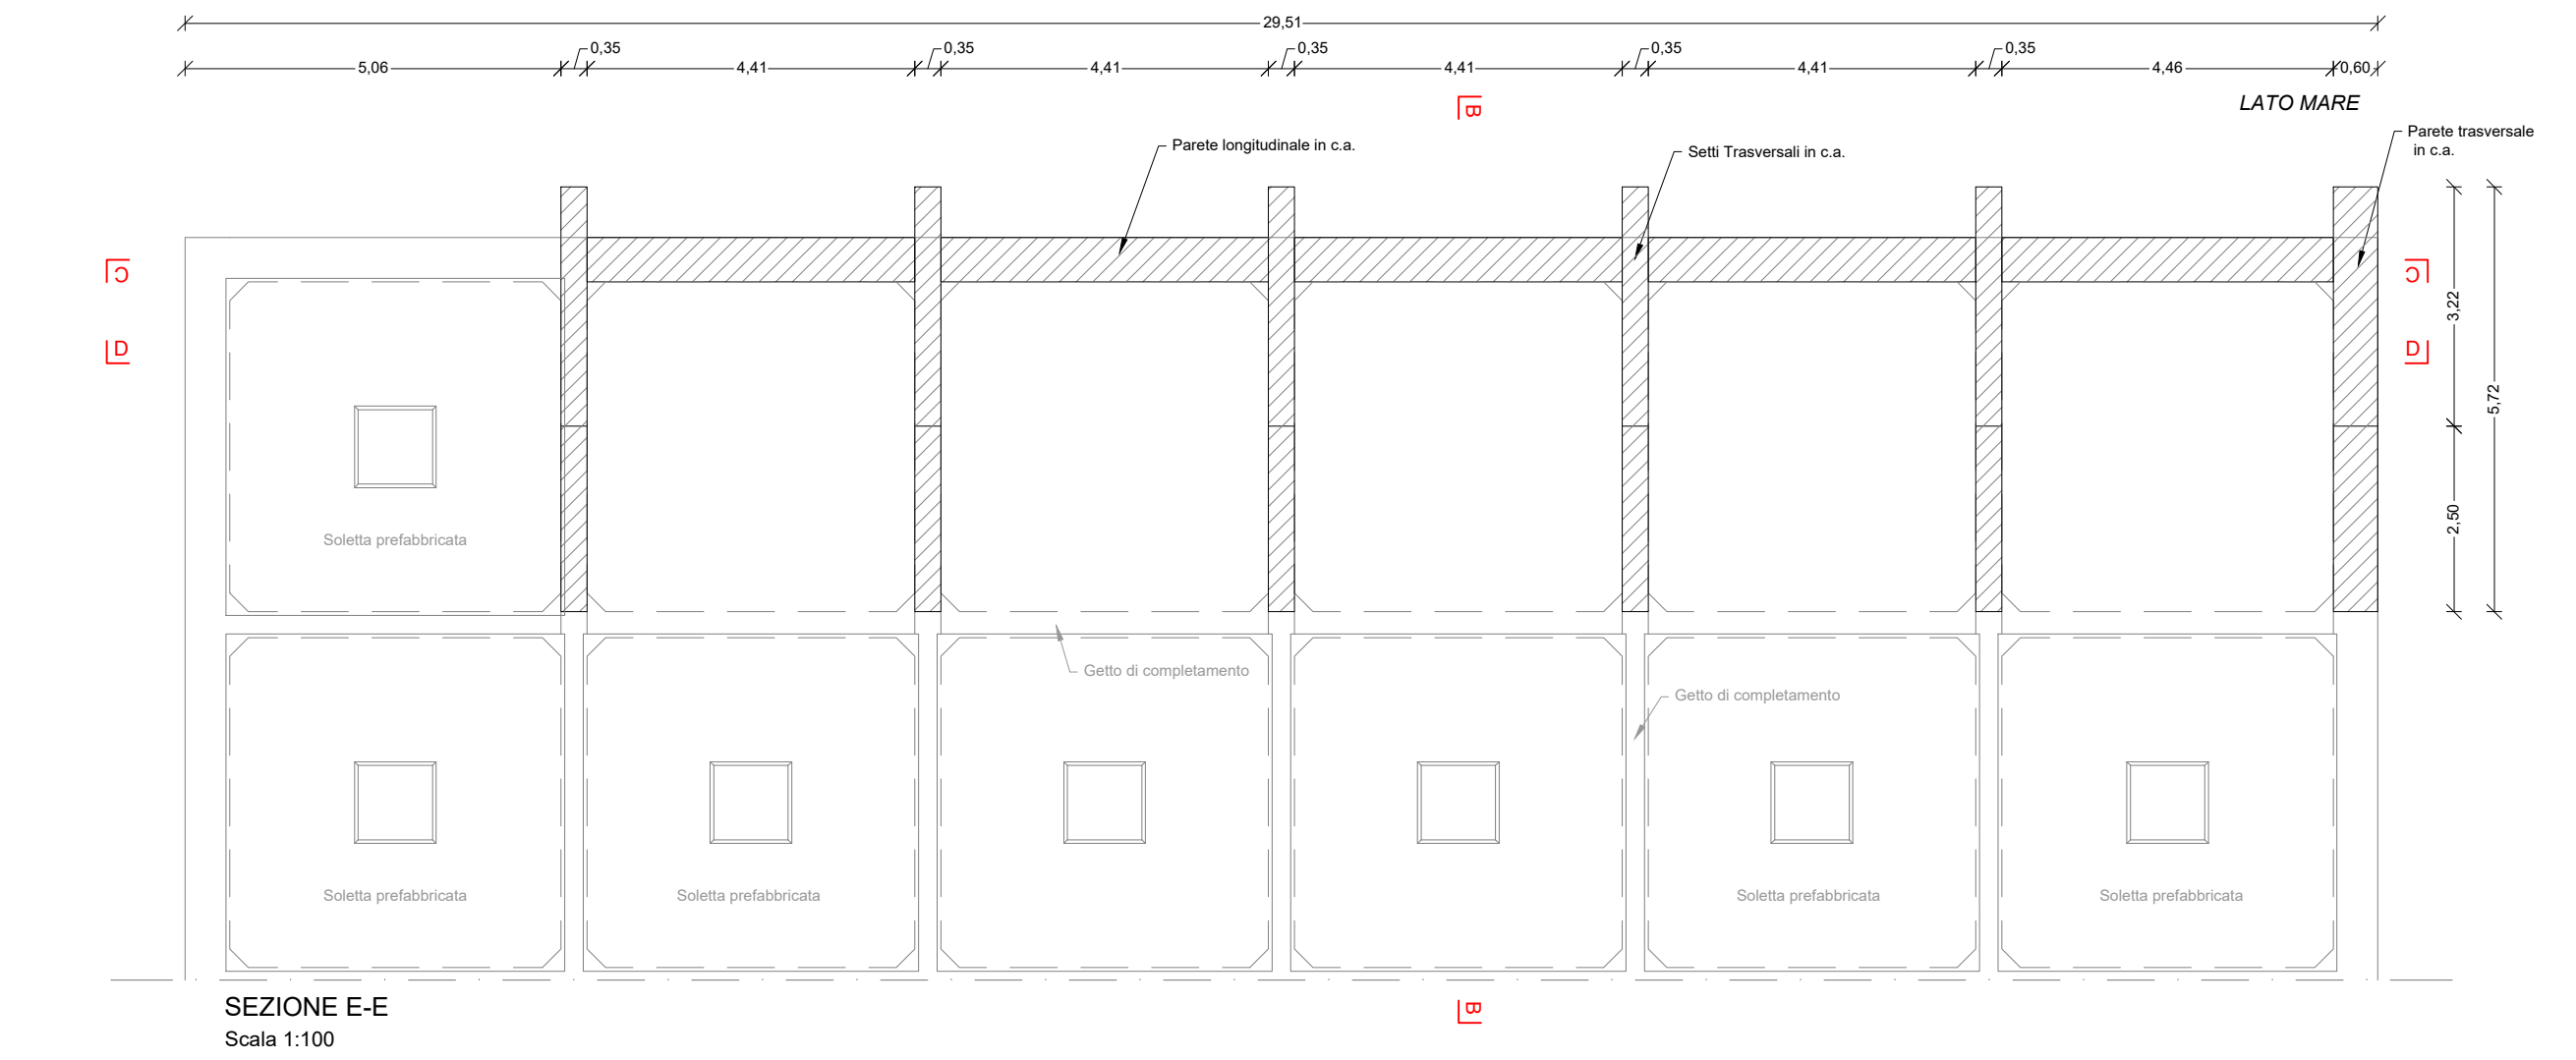 29,51
0,35
0,35
0,35
0,35
0,35
5,06
4,41
4,41
4,41
4,41
4,46
0,60
B
LATO MARE
Parete longitudinale in c.a.
Setti Trasversali in c.a.
Parete trasversale
in c.a.
C
C
3,22
D
D
5,72
2,50
Soletta prefabbricata
Getto di completamento
Getto di completamento
Soletta prefabbricata
Soletta prefabbricata
Soletta prefabbricata
Soletta prefabbricata
SEZIONE E-E
B
Scala 1:100